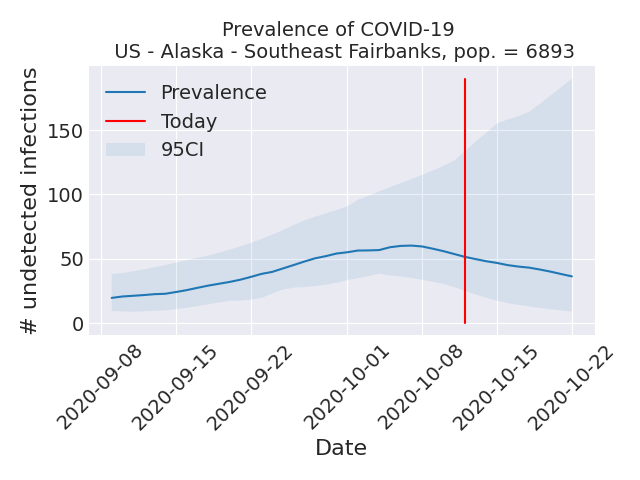 Prevalence of COVID-19
US - Alaska - Southeast Fairbanks, pop. = 6893
# undetected infections
150
100
50
0
Prevalence
Today
95CI
2020-09-08
2020-09-15
2020-09-22
2020-10-01
2020-10-08
2020-10-15
2020-10-22
Date